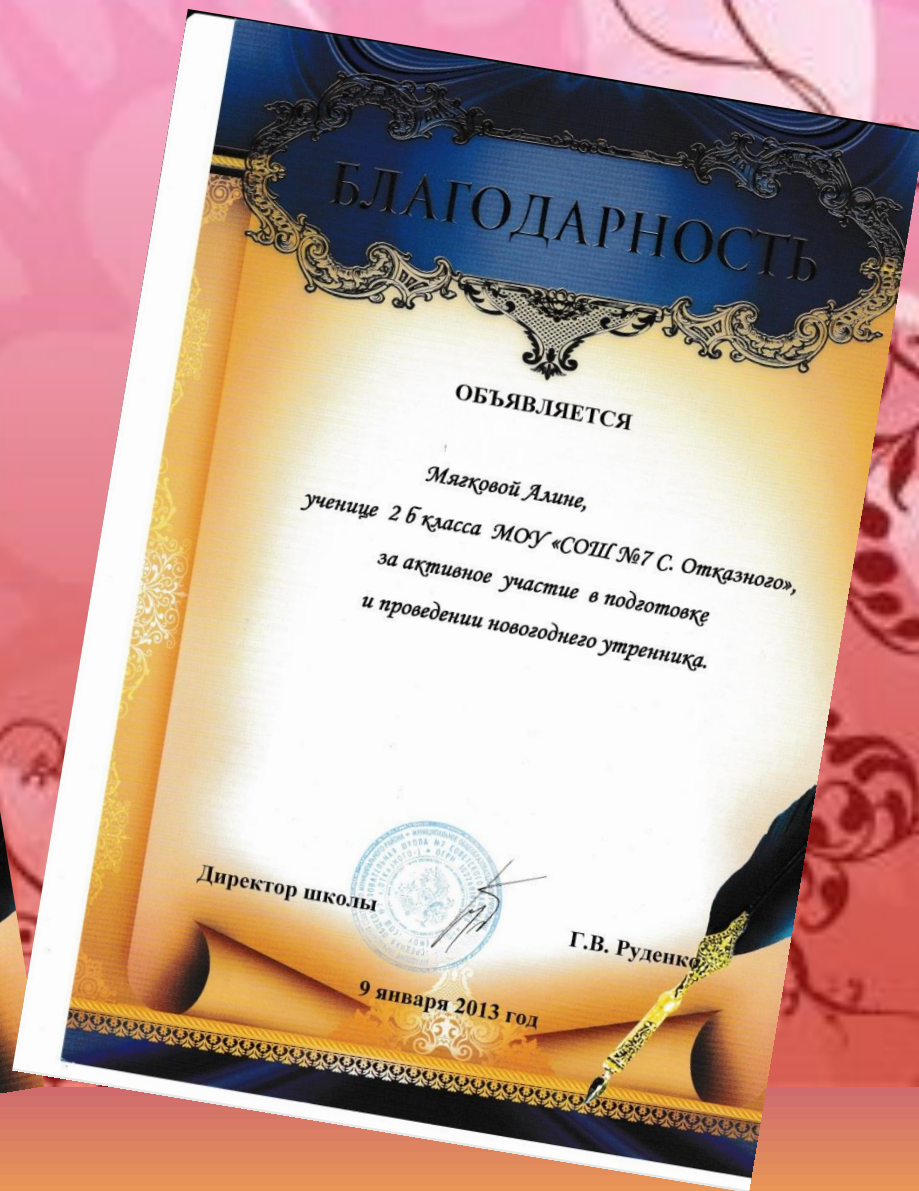 БЛАГОДАРНОСТЬ
ОБЪЯВЛЯЕТСЯ
Мягковой Алине,
ученице 2 Б класса МОУ «СОШ №7 С. Отказного»,
за активное участие в подготовке
и проведении новогоднего утренника.
Директор школы
Г.В. Руденко
9 января 2013 год